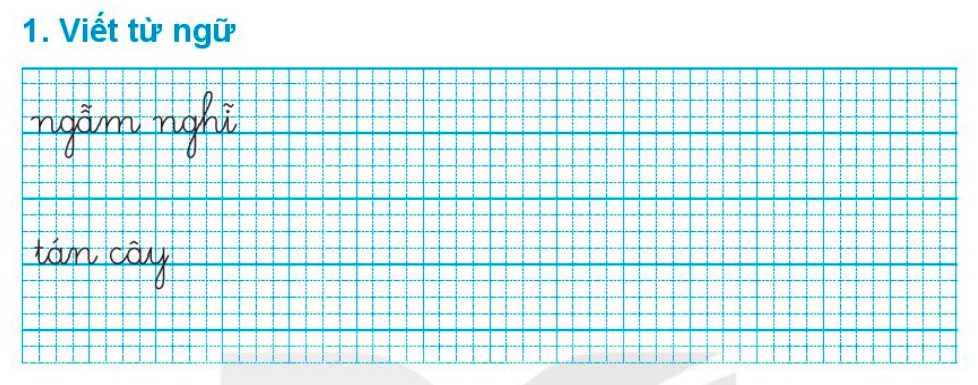 1. Viết từ ngữ
ngẫm nghĩ
tán cây